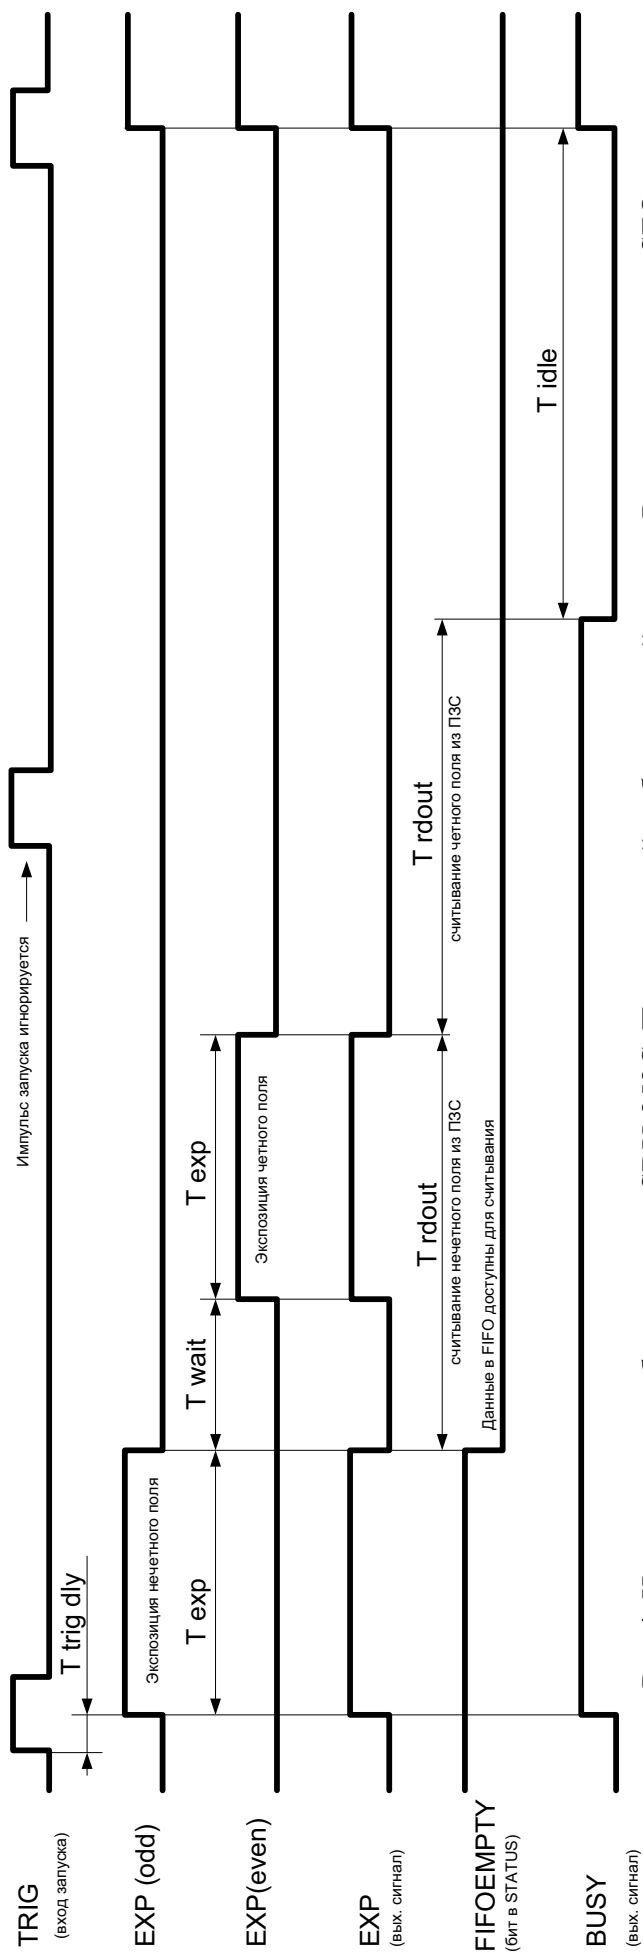 TRIG
(вход запуска)
Импульс запуска игнорируется
T trig dly
EXP (odd)
Экспозиция нечетного поля
T exp
T wait
T exp
EXP(even)
Экспозиция четного поля
EXP
(вых. сигнал)
T rdout
считывание нечетного поля из ПЗС
T rdout
считывание четного поля из ПЗС
FIFOEMPTY
(бит в STATUS)
Данные в FIFO доступны для считывания
T idle
BUSY
(вых. сигнал)